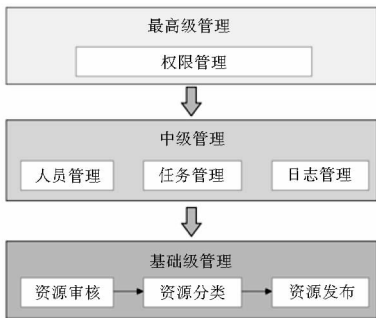 最高级管理
权限管理
中级管理
人员管理 任务管理 日志管理
基础级管理
资源审核 资源分类 资源发布